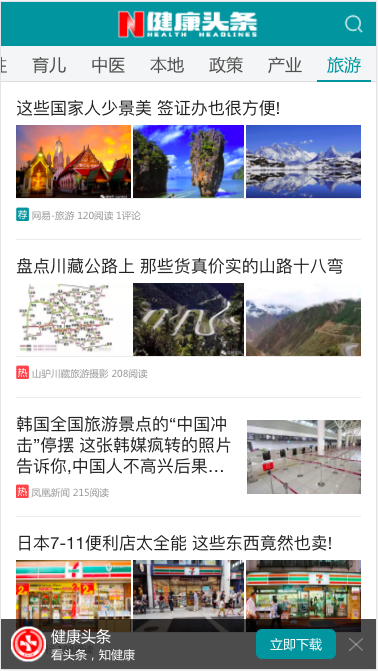 N健康头条
HEALTH HEADLINES
育儿 中医 本地 政策 产业 旅游
这些国家人少景美 签证办也很方便!
荐 网易-旅游 120阅读 1评论
盘点川藏公路上 那些货真价实的山路十八弯
热 山驴川藏旅游摄影 208阅读
韩国全国旅游景点的“中国冲
击”停摆 这张韩媒疯转的照片
告诉你,中国人不高兴后果...
热 凤凰新闻 215阅读
日本7-11便利店太全能 这些东西竟然也卖!
健康头条
看头条，知健康
立即下载